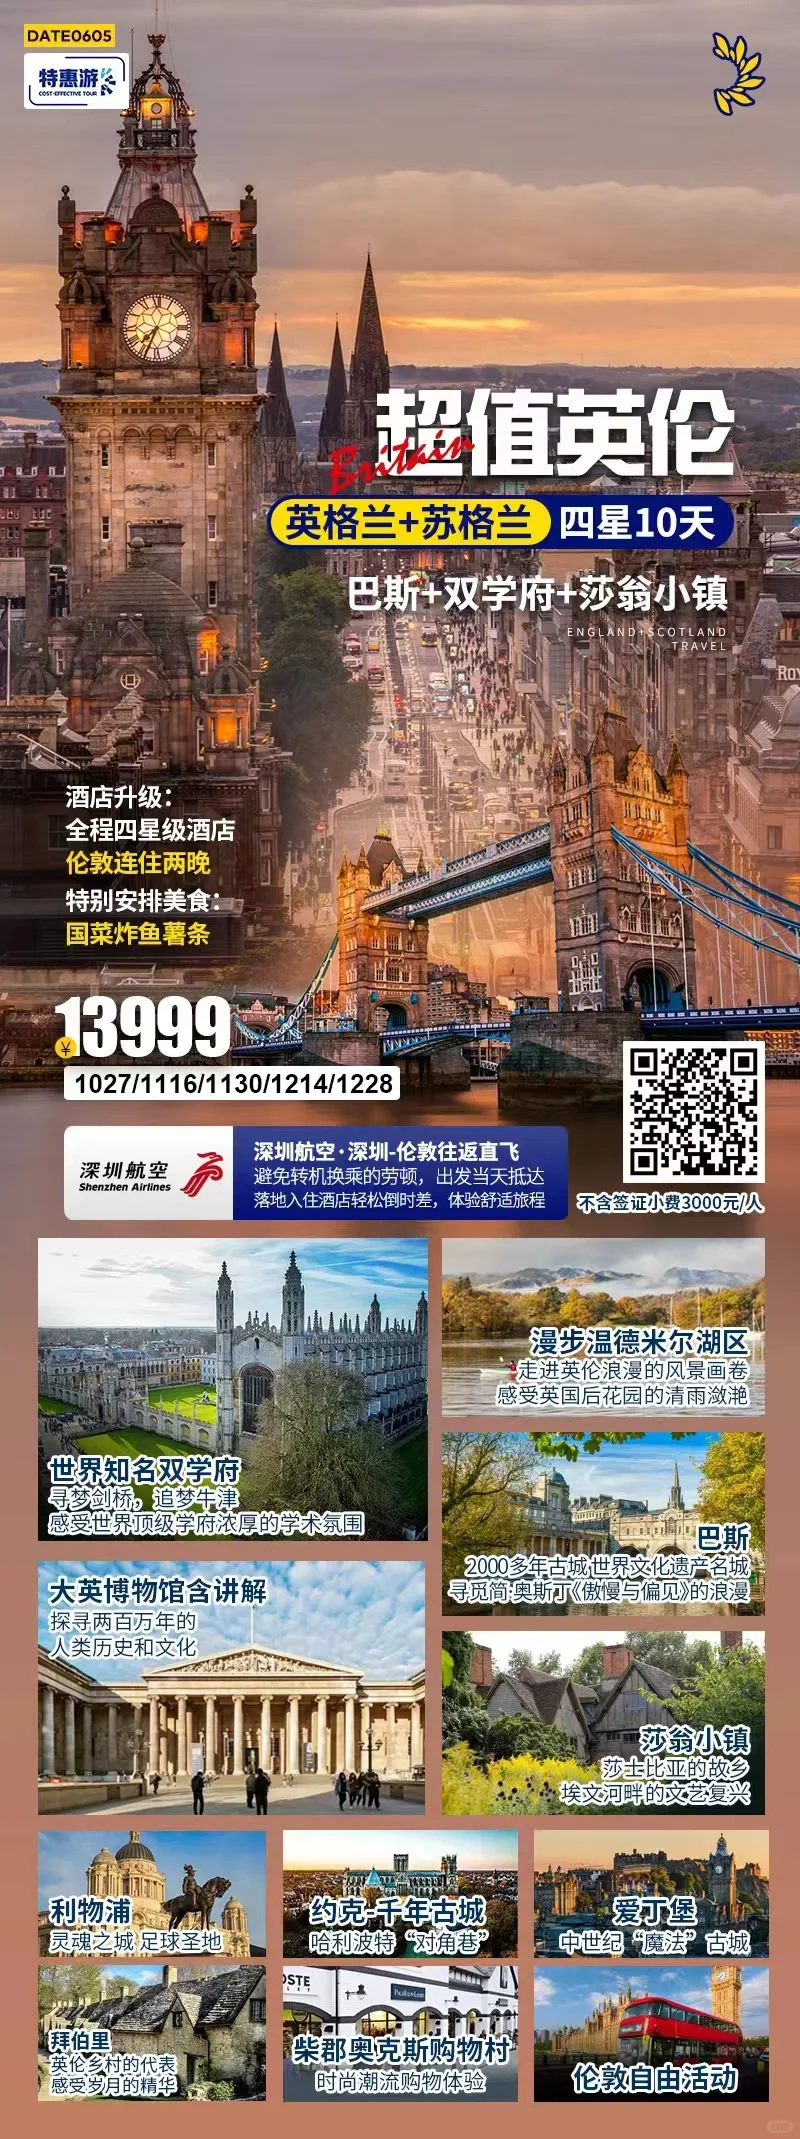 DATE0605
特惠游
COST-EFFECTIVE TOUR
超值英伦
Britain
英格兰+苏格兰 四星10天
巴斯+双学府+莎翁小镇
ENGLAND+SCOTLAND
TRAVEL
Roy
酒店升级：
全程四星级酒店
伦敦连住两晚
特别安排美食：
国菜炸鱼薯条
¥13999
1027/1116/1130/1214/1228
深圳航空
Shenzhen Airlines
深圳航空·深圳-伦敦往返直飞
避免转机换乘的劳顿，出发当天抵达
落地入住酒店轻松倒时差，体验舒适旅程
不含签证小费3000元/人
世界知名双学府
寻梦剑桥，追梦牛津
感受世界顶级学府浓厚的学术氛围
漫步温德米尔湖区
走进英伦浪漫的风景画卷
感受英国后花园的清雨潋滟
巴斯
2000多年古城世界文化遗产名城
寻觅简·奥斯丁《傲慢与偏见》的浪漫
大英博物馆含讲解
探寻两百万年的
人类历史和文化
莎翁小镇
莎士比亚的故乡
埃文河畔的文艺复兴
利物浦
灵魂之城 足球圣地
约克-千年古城
哈利波特“对角巷”
爱丁堡
中世纪“魔法”古城
拜伯里
英伦乡村的代表
感受岁月的精华
柴郡奥克斯购物村
时尚潮流购物体验
伦敦自由活动